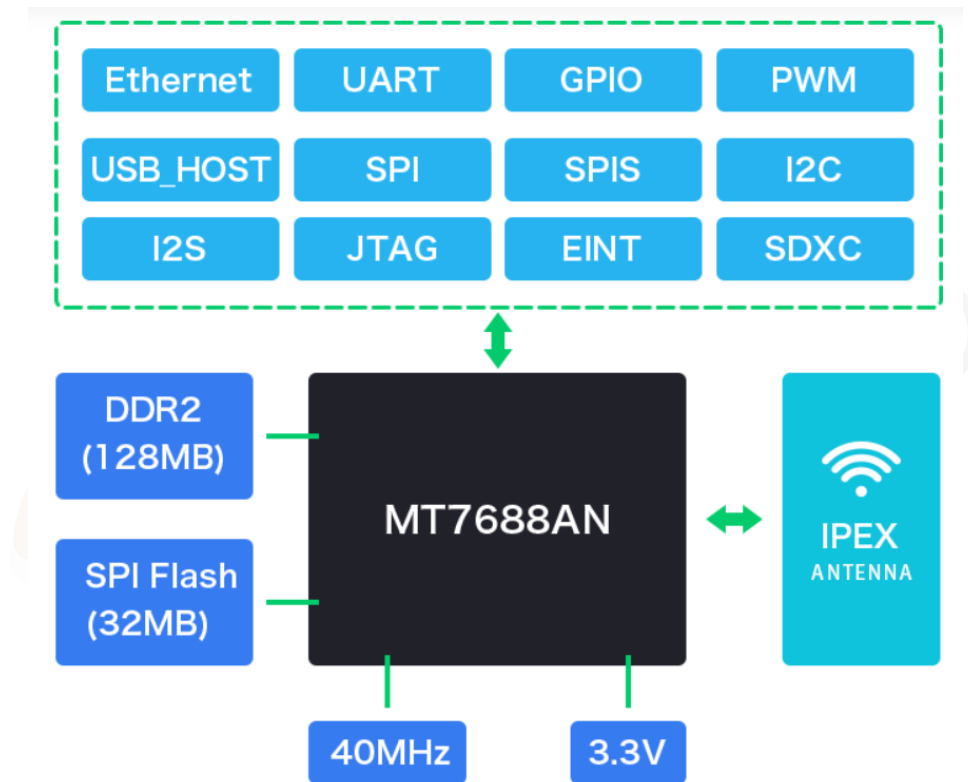 Ethernet
UART
GPIO
PWM
USB_HOST
SPI
SPIS
I2C
I2S
JTAG
EINT
SDXC
DDR2
(128MB)
MT7688AN
IPEX
ANTENNA
SPI Flash
(32MB)
40MHz
3.3V